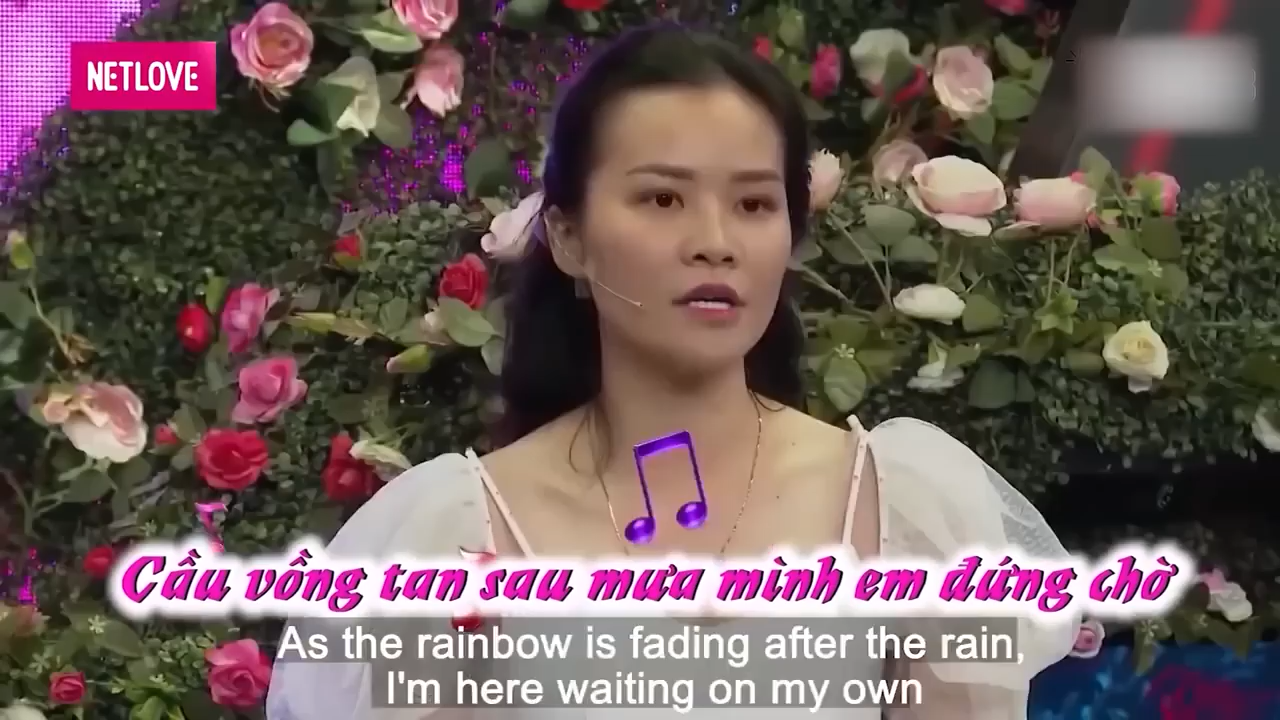 NETLOVE
Cầu vồng tan sau mưa mình em đứng chờ
As the rainbow is fading after the rain,
I'm here waiting on my own